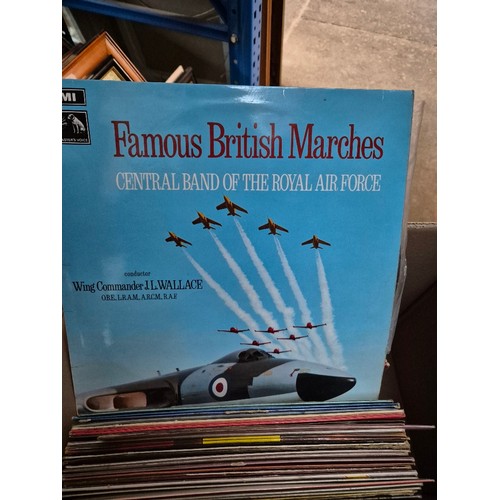 MI
Famous British Marches
CENTRAL BAND OF THE ROYAL AIR FORCE
conductor
Wing Commander J.L. WALLACE
O.B.E., L.R.A.M., A.R.C.M., R.A.F